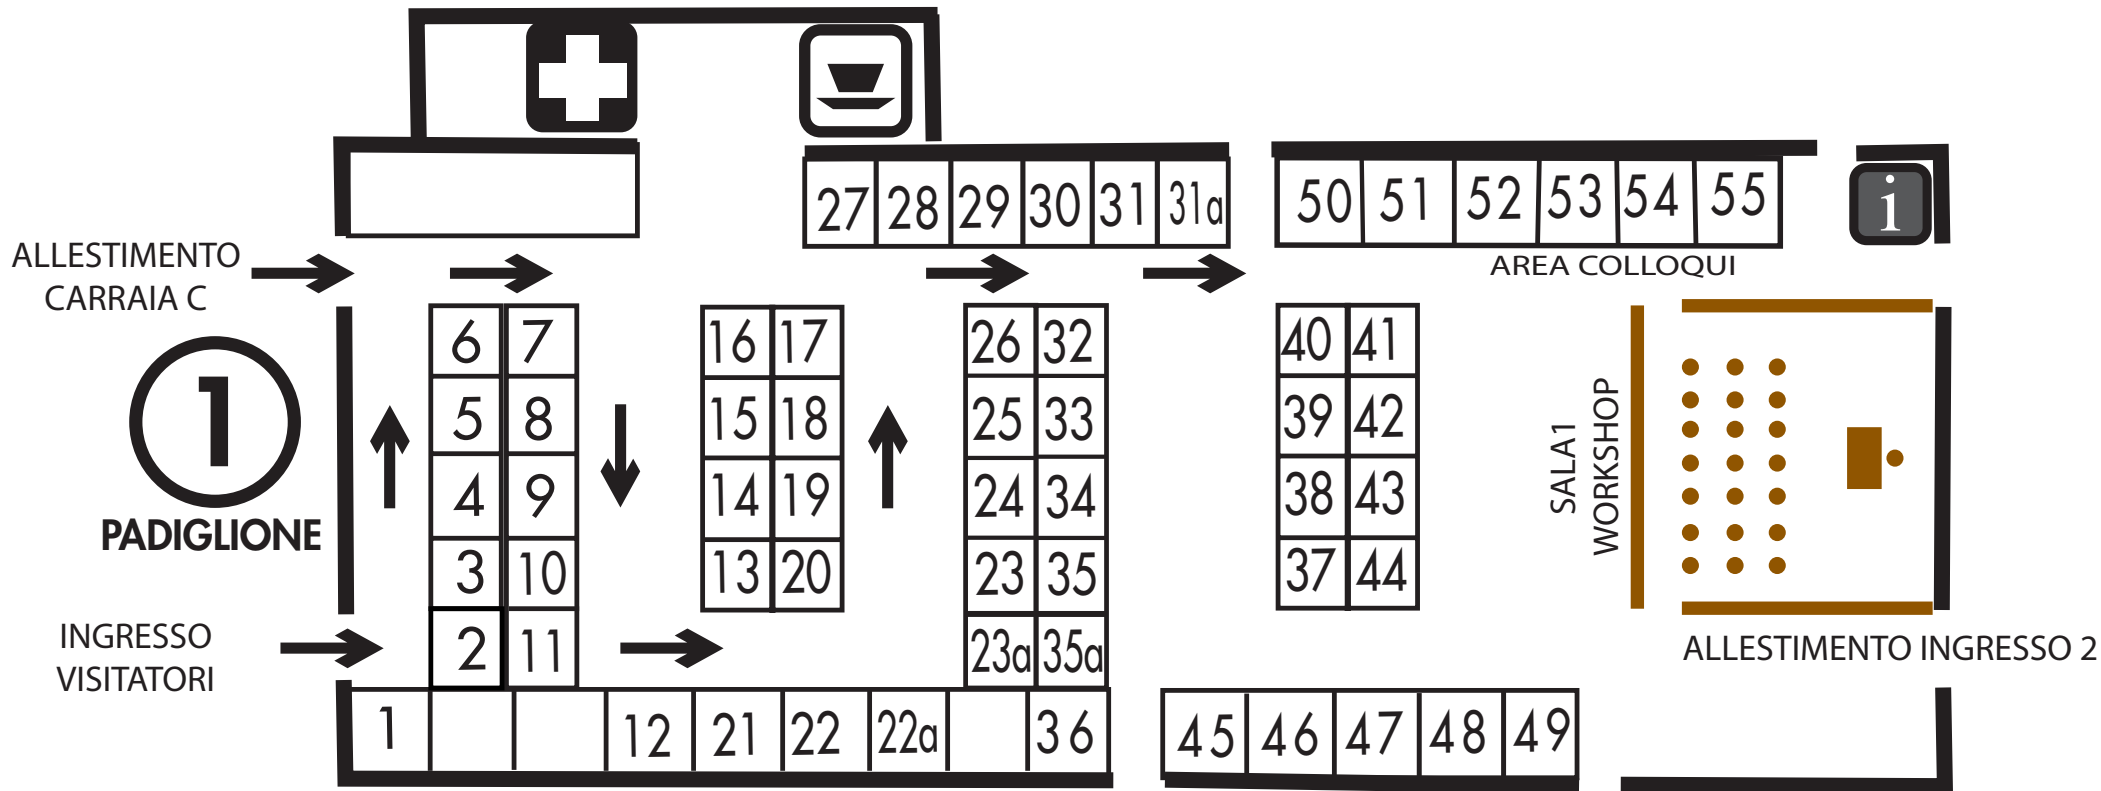 27 28 29 30 31 31a
50 51 52 53 54 55
i
ALLESTIMENTO
CARRAIA C
AREA COLLOQUI
6 7 16 17 26 32 40 41
5 8 15 18 25 33 39 42
4 9 14 19 24 34 38 43
3 10 13 20 23 35 37 44
2 11 23a 35a
1
PADIGLIONE
SALA1
WORKSHOP
INGRESSO
VISITATORI
ALLESTIMENTO INGRESSO 2
1 12 21 22 22a 36
45 46 47 48 49